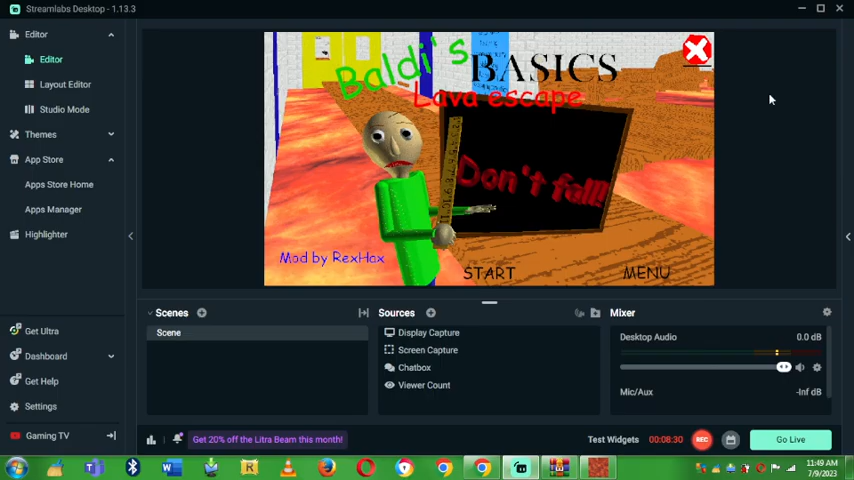 Streamlabs Desktop - 1.13.3
Editor
Editor
Layout Editor
Studio Mode
Themes
App Store
Apps Store Home
Apps Manager
Highlighter
Get Ultra
Dashboard
Get Help
Settings
Gaming TV
Baldi's
BASICS
Lava escape
Don't fall!
Mod by RexHax
START
MENU
Scenes
Scene
Sources
Display Capture
Screen Capture
Chatbox
Viewer Count
Mixer
Desktop Audio
0.0 dB
Mic/Aux
-Inf dB
Get 20% off the Litra Beam this month!
Test Widgets
00:08:30
REC
Go Live
11:49 AM
7/9/2023